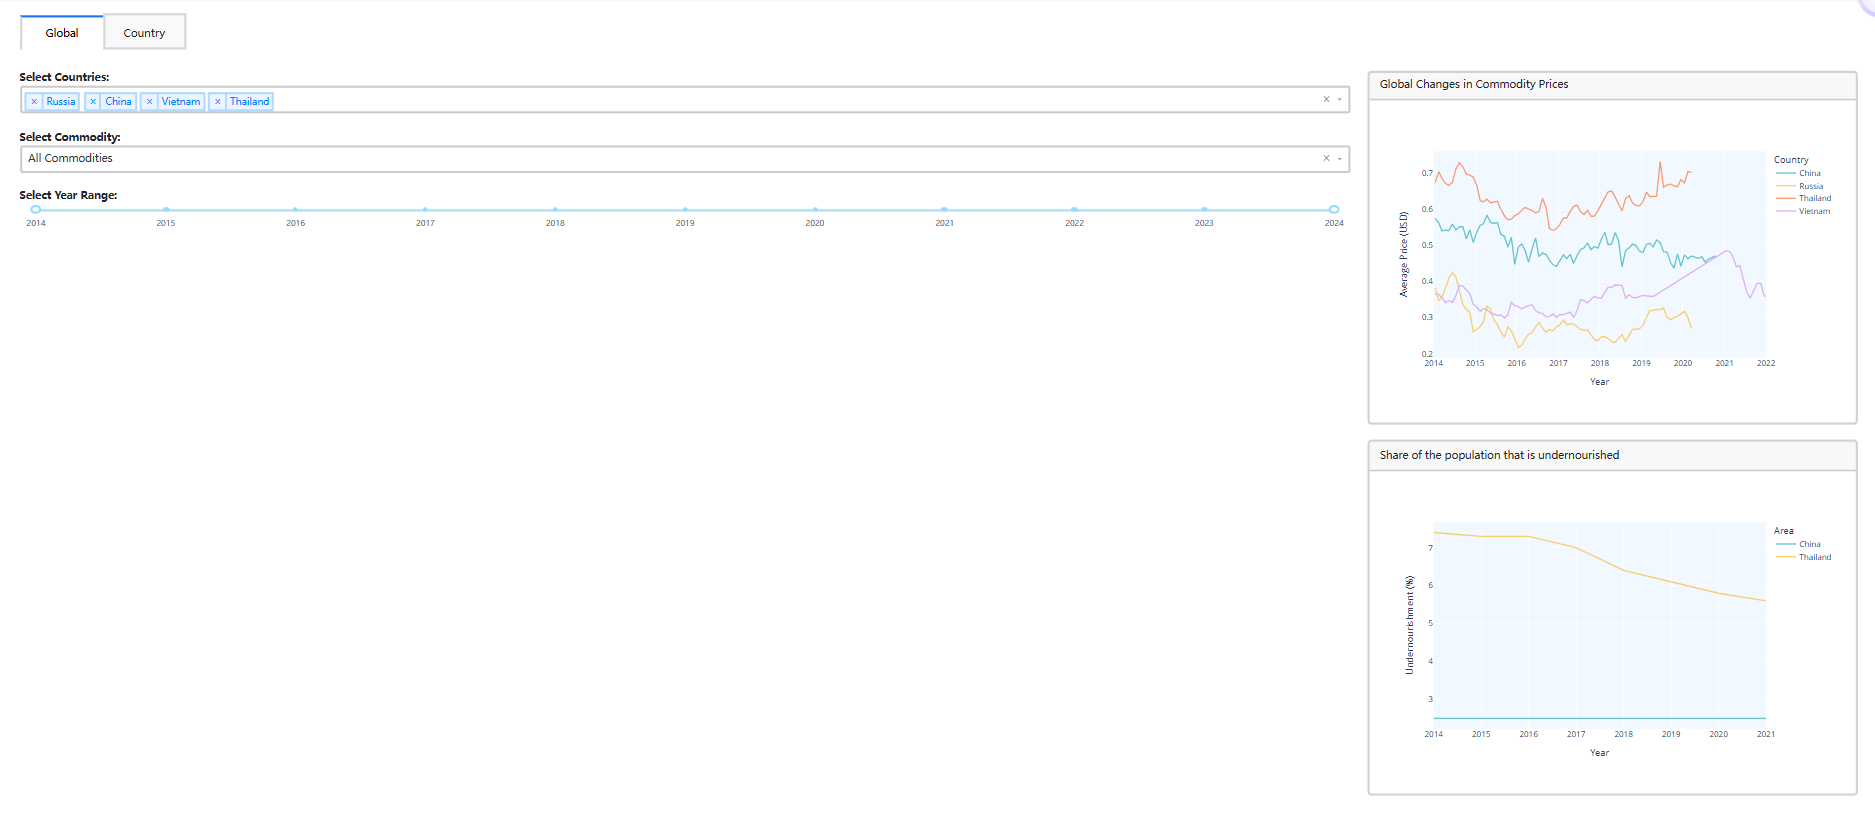 Global Country
Select Countries:
× Russia × China × Vietnam × Thailand ×
Select Commodity:
All Commodities ×
Select Year Range:
2014 2015 2016 2017 2018 2019 2020 2021 2022 2023 2024
Global Changes in Commodity Prices
Average Price (USD)
0.7
0.6
0.5
0.4
0.3
0.2
2014 2015 2016 2017 2018 2019 2020 2021 2022
Year
Country
China
Russia
Thailand
Vietnam
Share of the population that is undernourished
Undernourishment (%)
7
6
5
4
3
2014 2015 2016 2017 2018 2019 2020 2021
Year
Area
China
Thailand